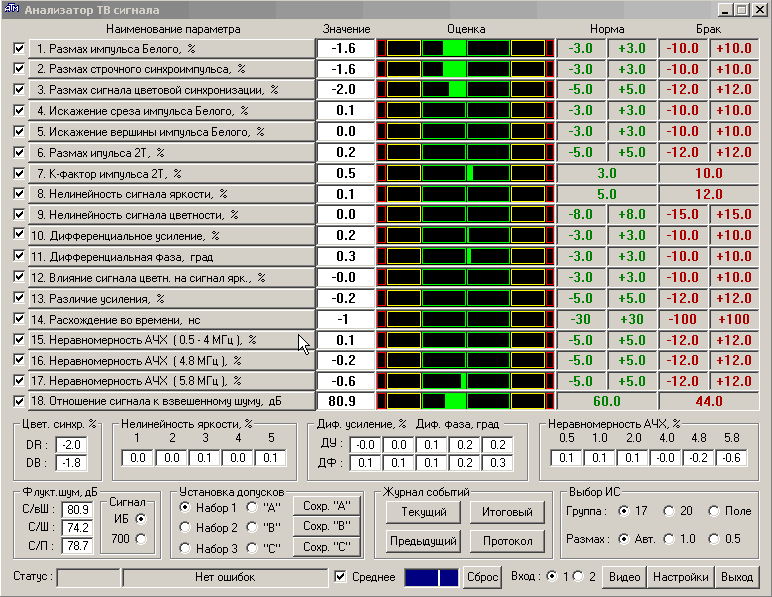 АТМ Анализатор ТВ сигнала
Наименование параметра Значение Оценка Норма Брак
1. Размах импульса Белого, % -1.6 -3.0 +3.0 -10.0 +10.0
2. Размах строчного синхроимпульса, % -1.6 -3.0 +3.0 -10.0 +10.0
3. Размах сигнала цветовой синхронизации, % -2.0 -5.0 +5.0 -12.0 +12.0
4. Искажение среза импульса Белого, % 0.1 -3.0 +3.0 -10.0 +10.0
5. Искажение вершины импульса Белого, % 0.0 -3.0 +3.0 -10.0 +10.0
6. Размах ипульса 2Т, % 0.2 -5.0 +5.0 -12.0 +12.0
7. К-фактор импульса 2Т, % 0.5 3.0 10.0
8. Нелинейность сигнала яркости, % 0.1 5.0 12.0
9. Нелинейность сигнала цветности, % 0.0 -8.0 +8.0 -15.0 +15.0
10. Дифференциальное усиление, % 0.2 -3.0 +3.0 -10.0 +10.0
11. Дифференциальная фаза, град 0.3 -3.0 +3.0 -10.0 +10.0
12. Влияние сигнала цветн. на сигнал ярк., % -0.0 -3.0 +3.0 -10.0 +10.0
13. Различие усиления, % -0.2 -5.0 +5.0 -12.0 +12.0
14. Расхождение во времени, нс -1 -30 +30 -100 +100
15. Неравномерность АЧХ ( 0.5 - 4 МГц ), % 0.1 -5.0 +5.0 -12.0 +12.0
16. Неравномерность АЧХ ( 4.8 МГц ), % -0.2 -5.0 +5.0 -12.0 +12.0
17. Неравномерность АЧХ ( 5.8 МГц ), % -0.6 -5.0 +5.0 -12.0 +12.0
18. Отношение сигнала к взвешенному шуму, дБ 80.9 60.0 44.0
Цвет. синхр. % Нелинейность яркости, % Диф. усиление, % Диф. фаза, град Неравномерность АЧХ, %
1 2 3 4 5 0.5 1.0 2.0 4.8 5.8
DR : -2.0 ДУ : -0.0 0.0 0.1 0.2 0.2
0.0 0.0 0.1 0.0 0.1 0.1 0.1 0.1 -0.0 -0.2 -0.6
DB : -1.8 ДФ : 0.1 0.1 0.1 0.2 0.3
Флукт.шум, дБ Сигнал Установка допусков Журнал событий Выбор ИС
С/вШ : 80.9 ИБ Набор 1 "А" Сохр. "А" Текущий Итоговый Группа : 17 20 Поле
С/Ш : 74.2 700 Набор 2 "В" Сохр. "В"
С/П : 78.7 Набор 3 "С" Сохр. "С" Предыдущий Протокол Размах : Авт. 1.0 0.5
Статус : Нет ошибок Среднее Сброс Вход : 1 2 Видео Настройки Выход